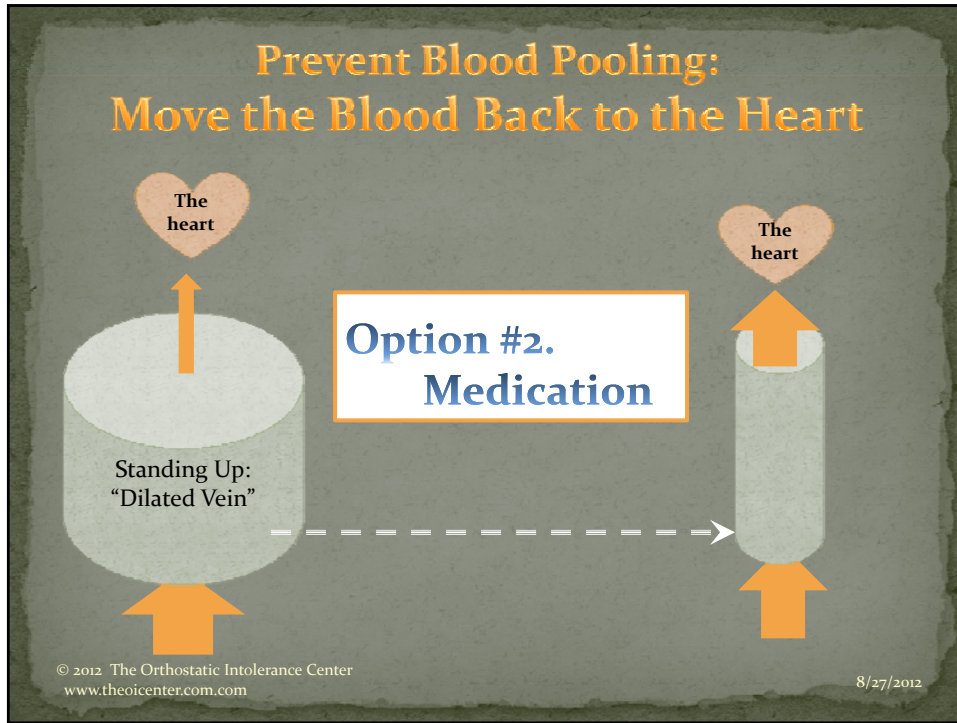 Prevent Blood Pooling:
Move the Blood Back to the Heart
The
heart
The
heart
Option #2.
Medication
Standing Up:
“Dilated Vein”
© 2012 The Orthostatic Intolerance Center
www.theoicenter.com.com
8/27/2012